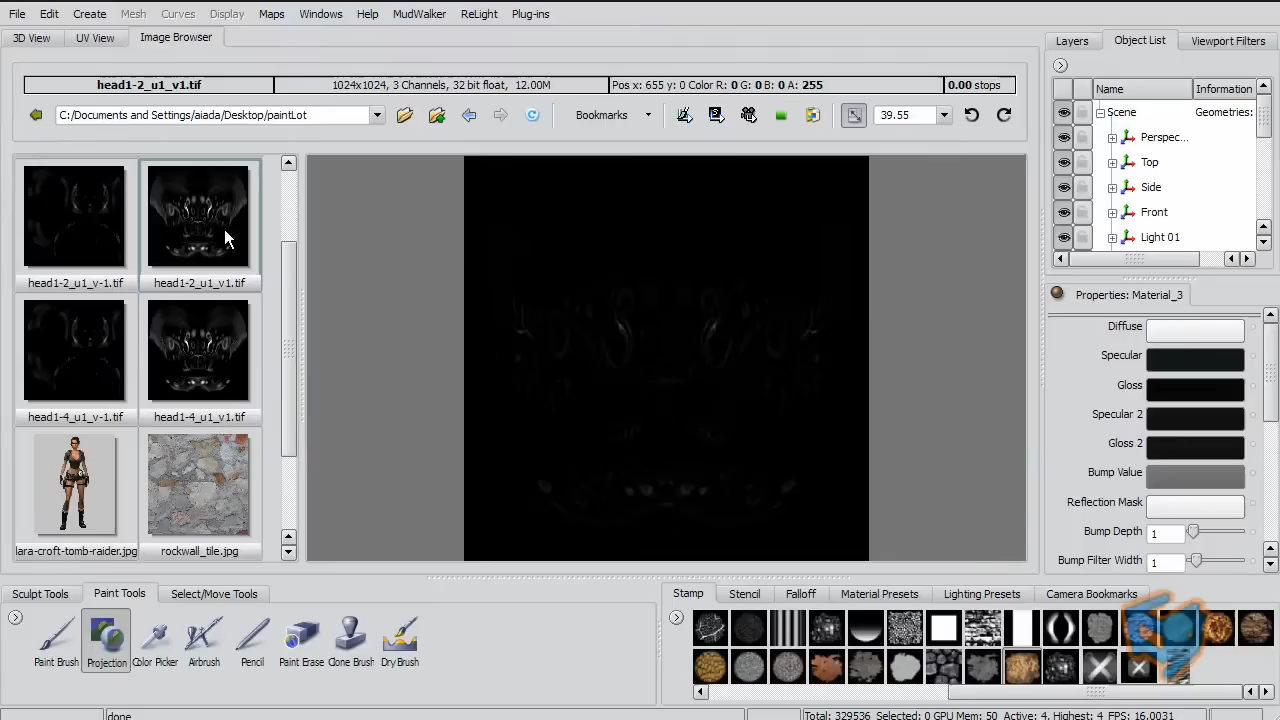 File Edit Create Mesh Curves Display Maps Windows Help MudWalker ReLight Plug-ins
3D View UV View Image Browser
Layers Object List Viewport Filters
head1-2_u1_v1.tif 1024x1024, 3 Channels, 32 bit float, 12.00M Pos x: 655 y: 0 Color R: 0 G: 0 B: 0 A: 255 0.00 stops
C:/Documents and Settings/aiada/Desktop/paintLot Bookmarks 39.55
Name Information
Scene Geometries:
Perspec...
Top
Side
Front
Light 01
head1-2_u1_v-1.tif head1-2_u1_v1.tif
head1-4_u1_v-1.tif head1-4_u1_v1.tif
lara-croft-tomb-raider.jpg rockwall_tile.jpg
Properties: Material_3
Diffuse
Specular
Gloss
Specular 2
Gloss 2
Bump Value
Reflection Mask
Bump Depth 1
Bump Filter Width 1
Sculpt Tools Paint Tools Select/Move Tools
Paint Brush Projection Color Picker Airbrush Pencil Paint Erase Clone Brush Dry Brush
Stamp Stencil Falloff Material Presets Lighting Presets Camera Bookmarks
done
Total: 329536, Selected: 0 GPU Mem: 50 Active: 4, Highest: 4 FPS: 16.0031